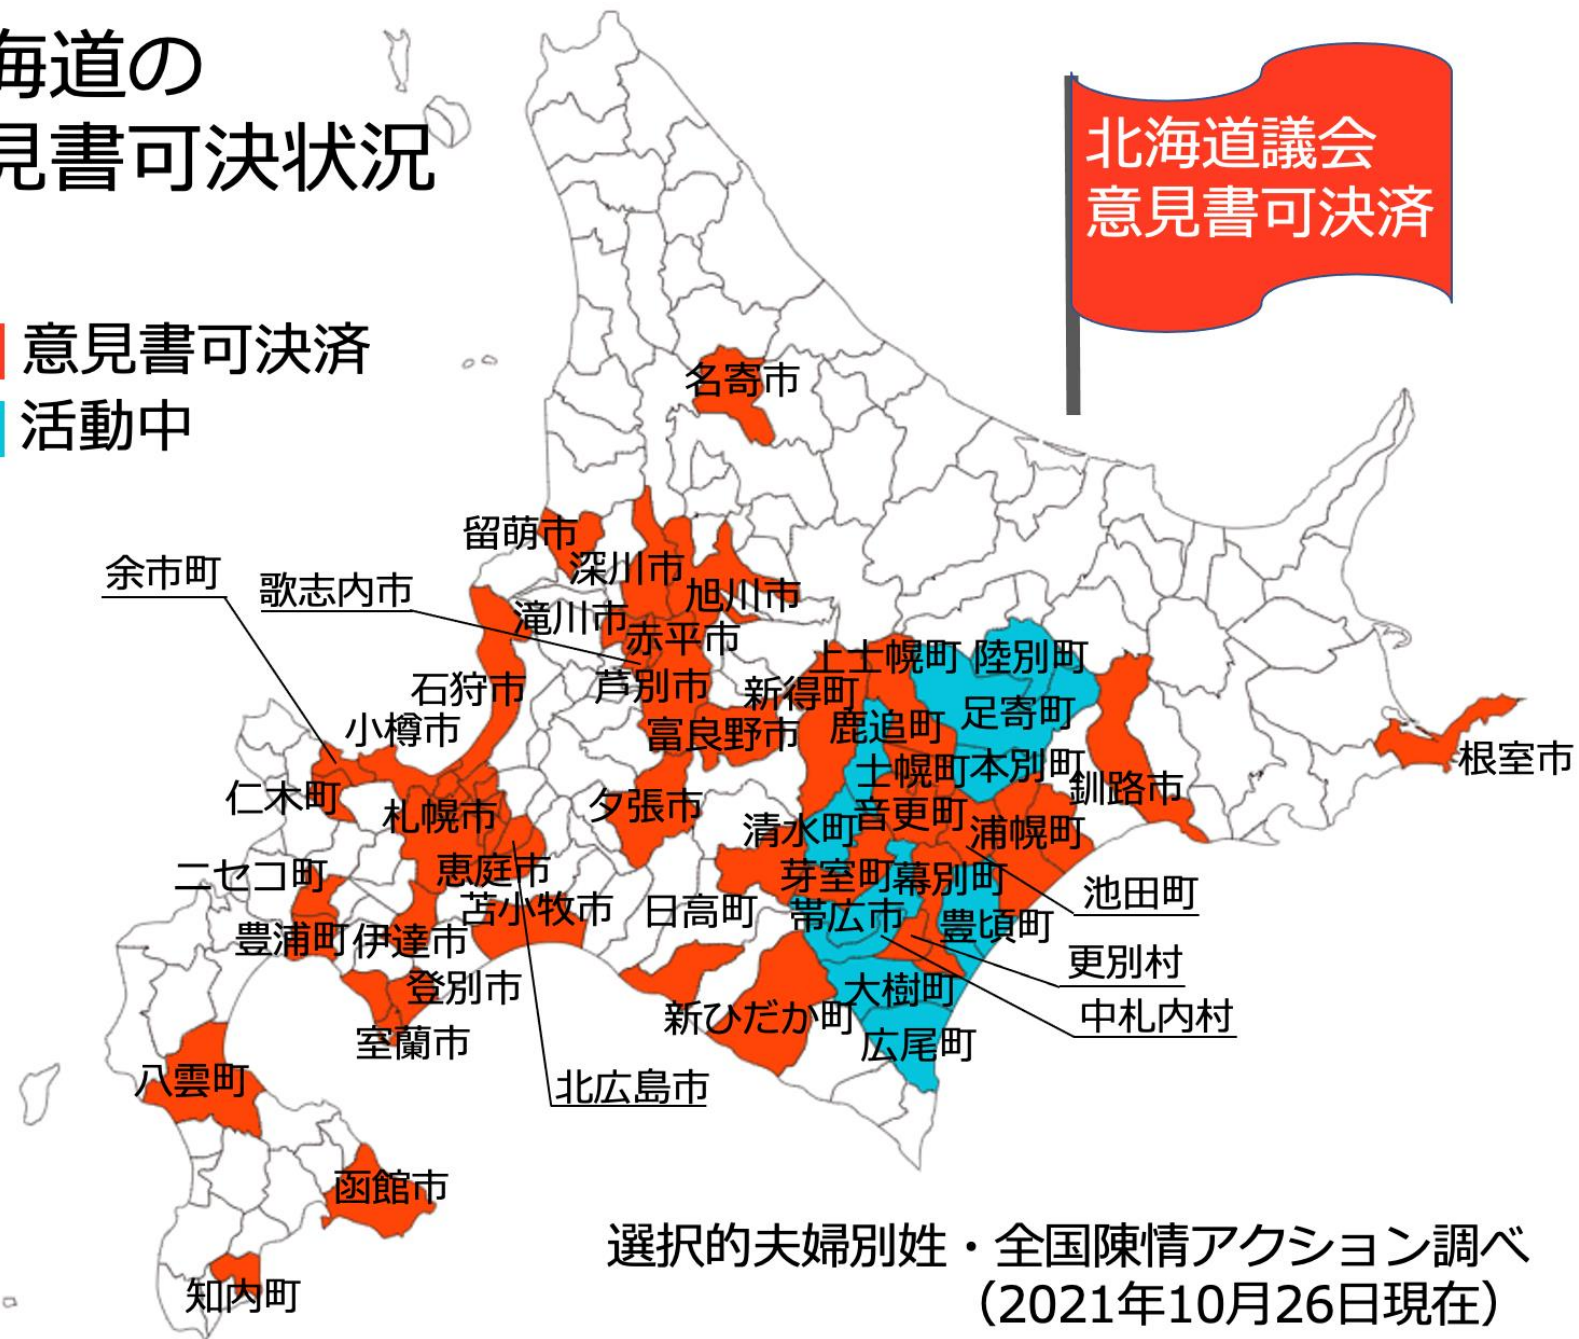 海道の
見書可決状況
北海道議会
意見書可決済
意見書可決済
活動中
名寄市
留萌市
余市町
歌志内市
深川市
旭川市
滝川市
赤平市
上士幌町
陸別町
石狩市
芦別市
新得町
小樽市
富良野市
鹿追町
足寄町
士幌町
本別町
根室市
仁木町
札幌市
夕張市
釧路市
清水町
音更町
浦幌町
ニセコ町
恵庭市
芽室町
幕別町
池田町
苫小牧市
日高町
帯広市
豊頃町
豊浦町
伊達市
更別村
登別市
大樹町
中札内村
新ひだか町
室蘭市
広尾町
八雲町
北広島市
函館市
知内町
選択的夫婦別姓・全国陳情アクション調べ
（2021年10月26日現在）